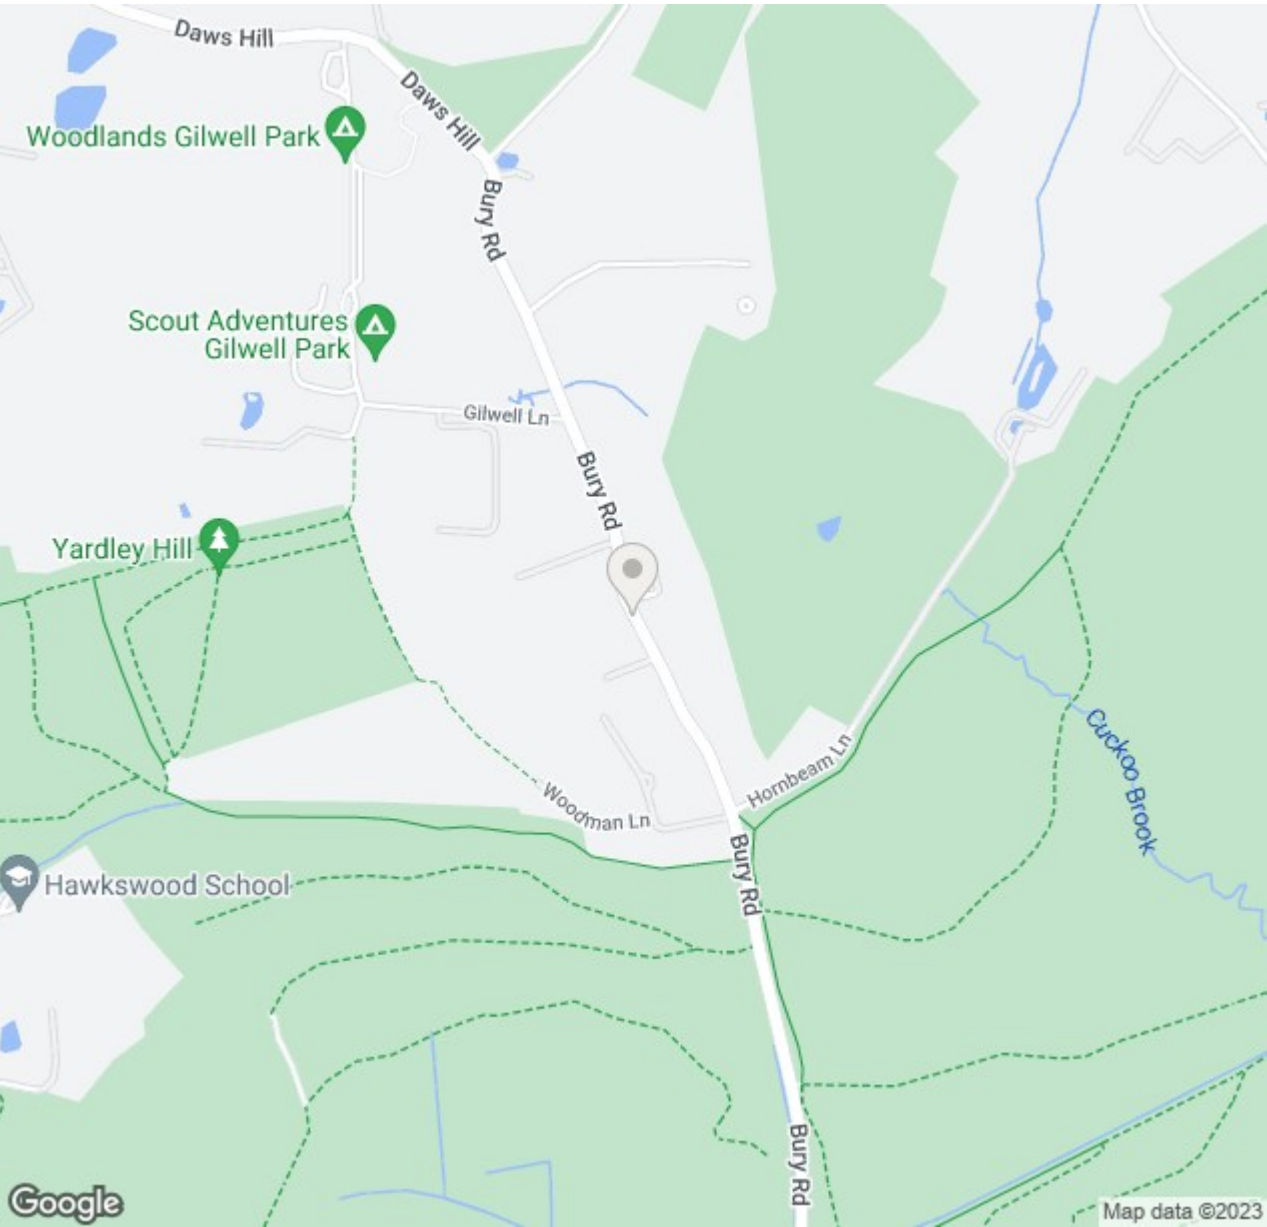 Daws Hill
Daws Hill
Woodlands Gilwell Park
Bury Rd
Scout Adventures
Gilwell Park
Gilwell Ln
Bury Rd
Yardley Hill
Cuckoo Brook
Hornbeam Ln
Woodman Ln
Bury Rd
Hawkswood School
Bury Rd
Google
Map data ©2023